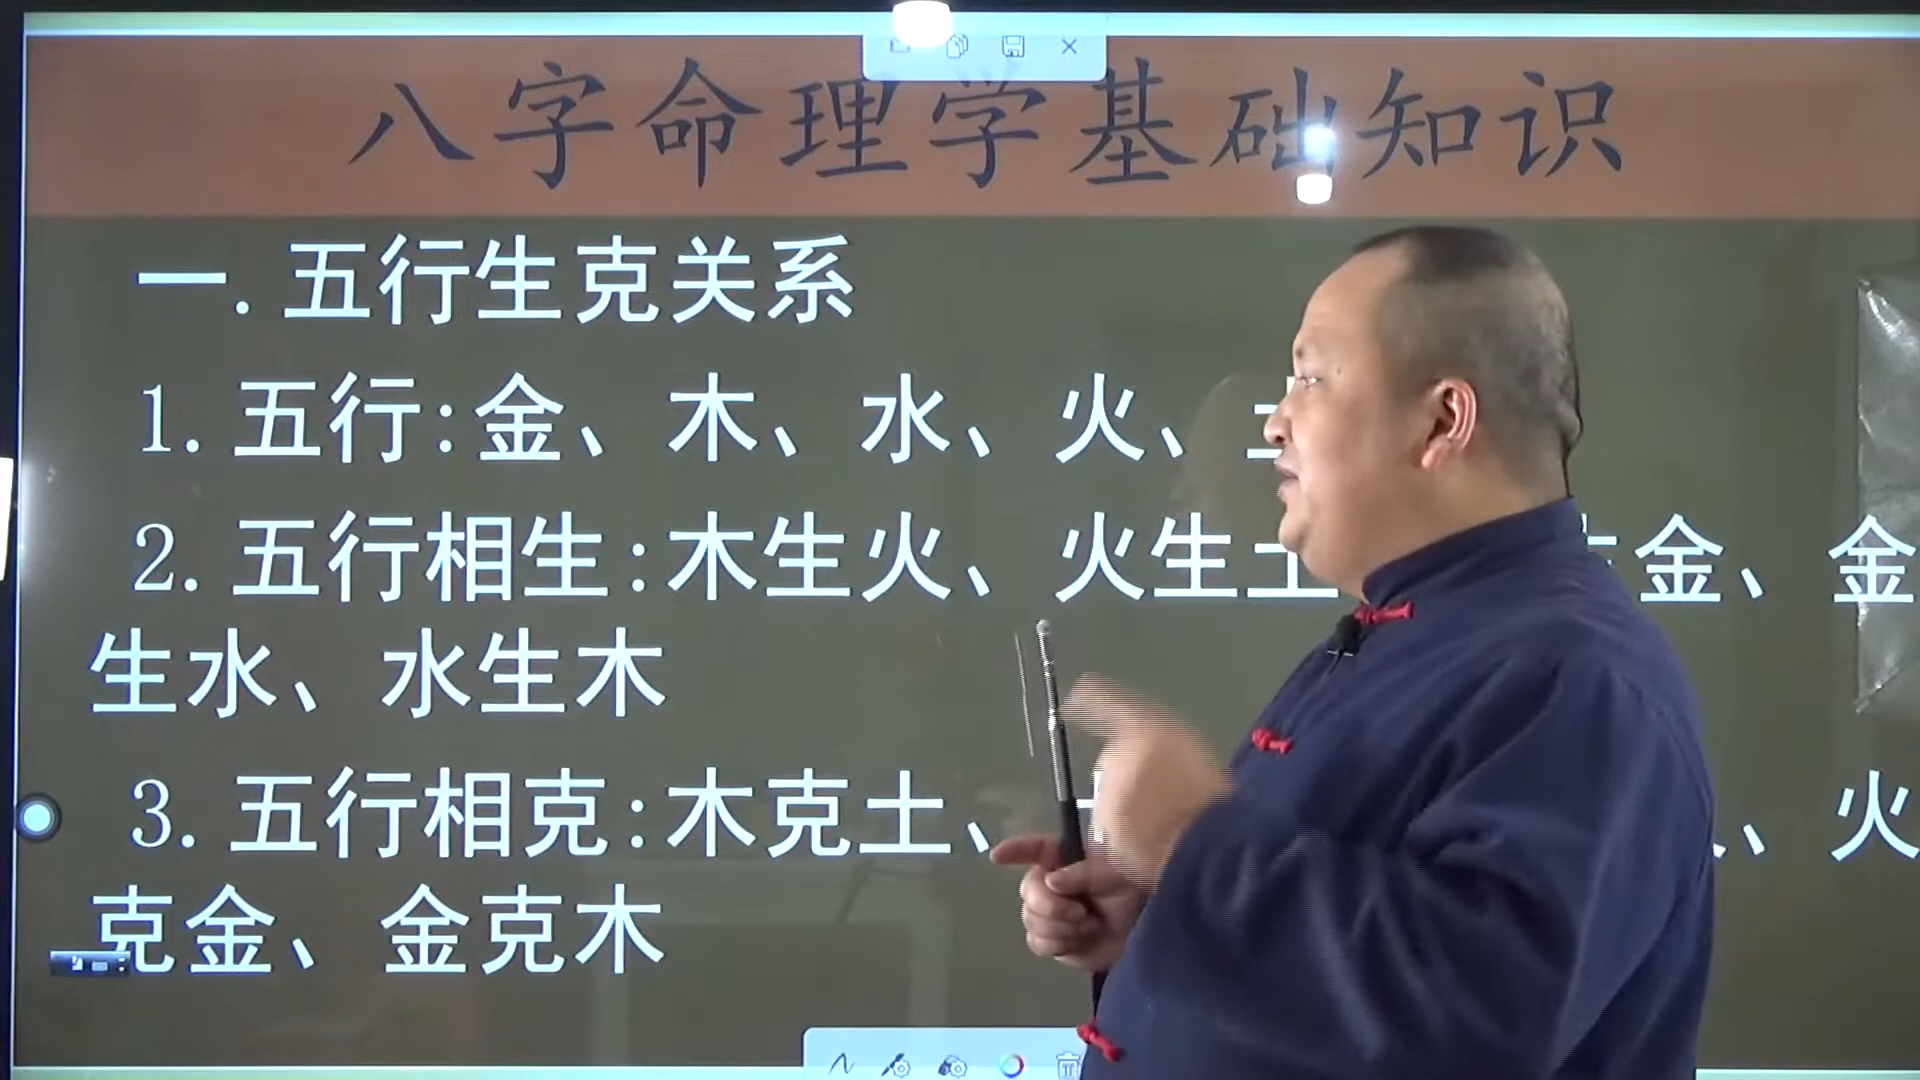 八字命理学基础知识
一.五行生克关系
1.五行:金、木、水、火、
2.五行相生:木生火、火生土 金、金
生水、水生木
3.五行相克:木克土、 、火
克金、金克木